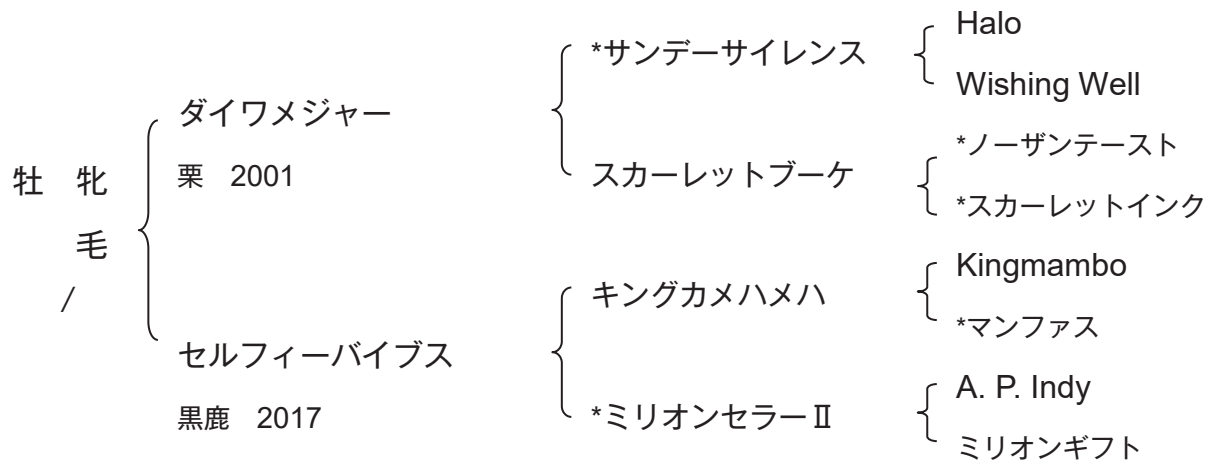 牡 牝
毛
/
ダイワメジャー
栗 2001
セルフィーバイブス
黒鹿 2017
*サンデーサイレンス
スカーレットブーケ
キングカメハメハ
*ミリオンセラーⅡ
Halo
Wishing Well
*ノーザンテースト
*スカーレットインク
Kingmambo
*マンファス
A. P. Indy
ミリオンギフト